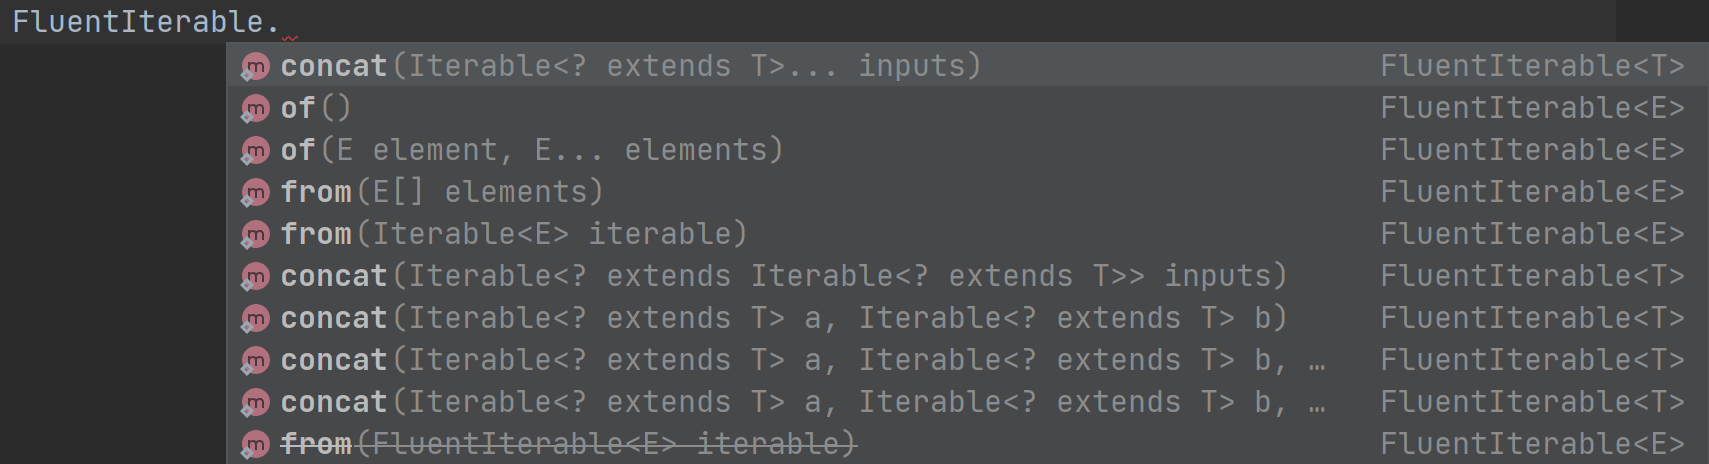 FluentIterable.
m concat(Iterable<? extends T>... inputs) FluentIterable<T>
m of() FluentIterable<E>
m of(E element, E... elements) FluentIterable<E>
m from(E[] elements) FluentIterable<E>
m from(Iterable<E> iterable) FluentIterable<E>
m concat(Iterable<? extends Iterable<? extends T>> inputs) FluentIterable<T>
m concat(Iterable<? extends T> a, Iterable<? extends T> b) FluentIterable<T>
m concat(Iterable<? extends T> a, Iterable<? extends T> b, … FluentIterable<T>
m concat(Iterable<? extends T> a, Iterable<? extends T> b, … FluentIterable<T>
m from(FluentIterable<E> iterable) FluentIterable<E>